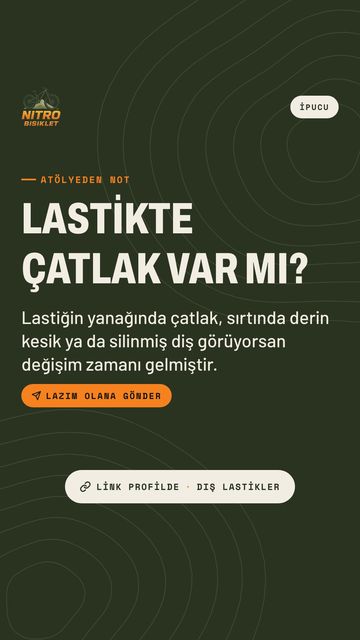 NITRO
BISIKLET
İPUCU
ATÖLYEDEN NOT
LASTİKTE
ÇATLAK VAR MI?
Lastiğin yanağında çatlak, sırtında derin
kesik ya da silinmiş diş görüyorsan
değişim zamanı gelmiştir.
LAZIM OLANA GÖNDER
LİNK PROFİLDE · DIŞ LASTİKLER